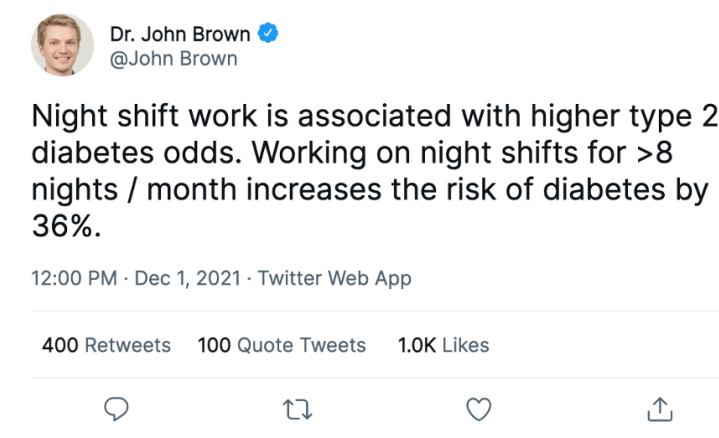 Dr. John Brown
@John Brown
Night shift work is associated with higher type 2
diabetes odds. Working on night shifts for >8
nights / month increases the risk of diabetes by
36%.
12:00 PM · Dec 1, 2021 · Twitter Web App
400 Retweets 100 Quote Tweets 1.0K Likes